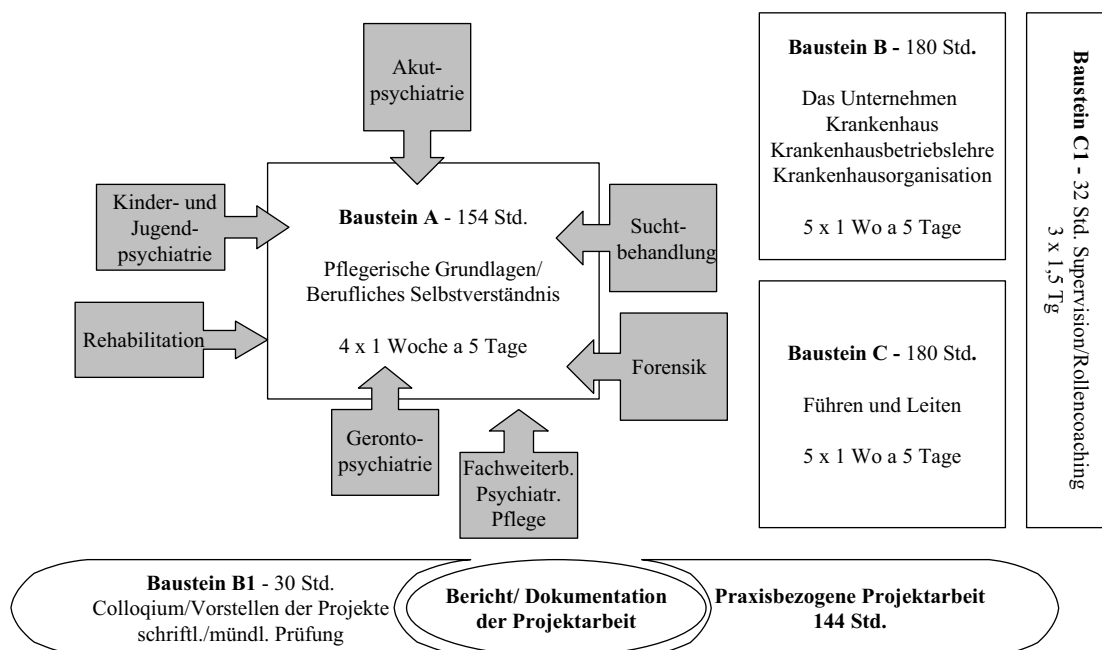 Akut-
psychiatrie
Kinder- und
Jugend-
psychiatrie
Rehabilitation
Baustein A - 154 Std.
Pflegerische Grundlagen/
Berufliches Selbstverständnis
4 x 1 Woche a 5 Tage
Sucht-
behandlung
Forensik
Geronto-
psychiatrie
Fachweiterb.
Psychiatr.
Pflege
Baustein B - 180 Std.
Das Unternehmen
Krankenhaus
Krankenhausbetriebslehre
Krankenhausorganisation
5 x 1 Wo a 5 Tage
Baustein C - 180 Std.
Führen und Leiten
5 x 1 Wo a 5 Tage
Baustein C1 - 32 Std. Supervision/Rollencoaching
3 x 1,5 Tg
Baustein B1 - 30 Std.
Colloqium/Vorstellen der Projekte
schriftl./mündl. Prüfung
Bericht/ Dokumentation
der Projektarbeit
Praxisbezogene Projektarbeit
144 Std.